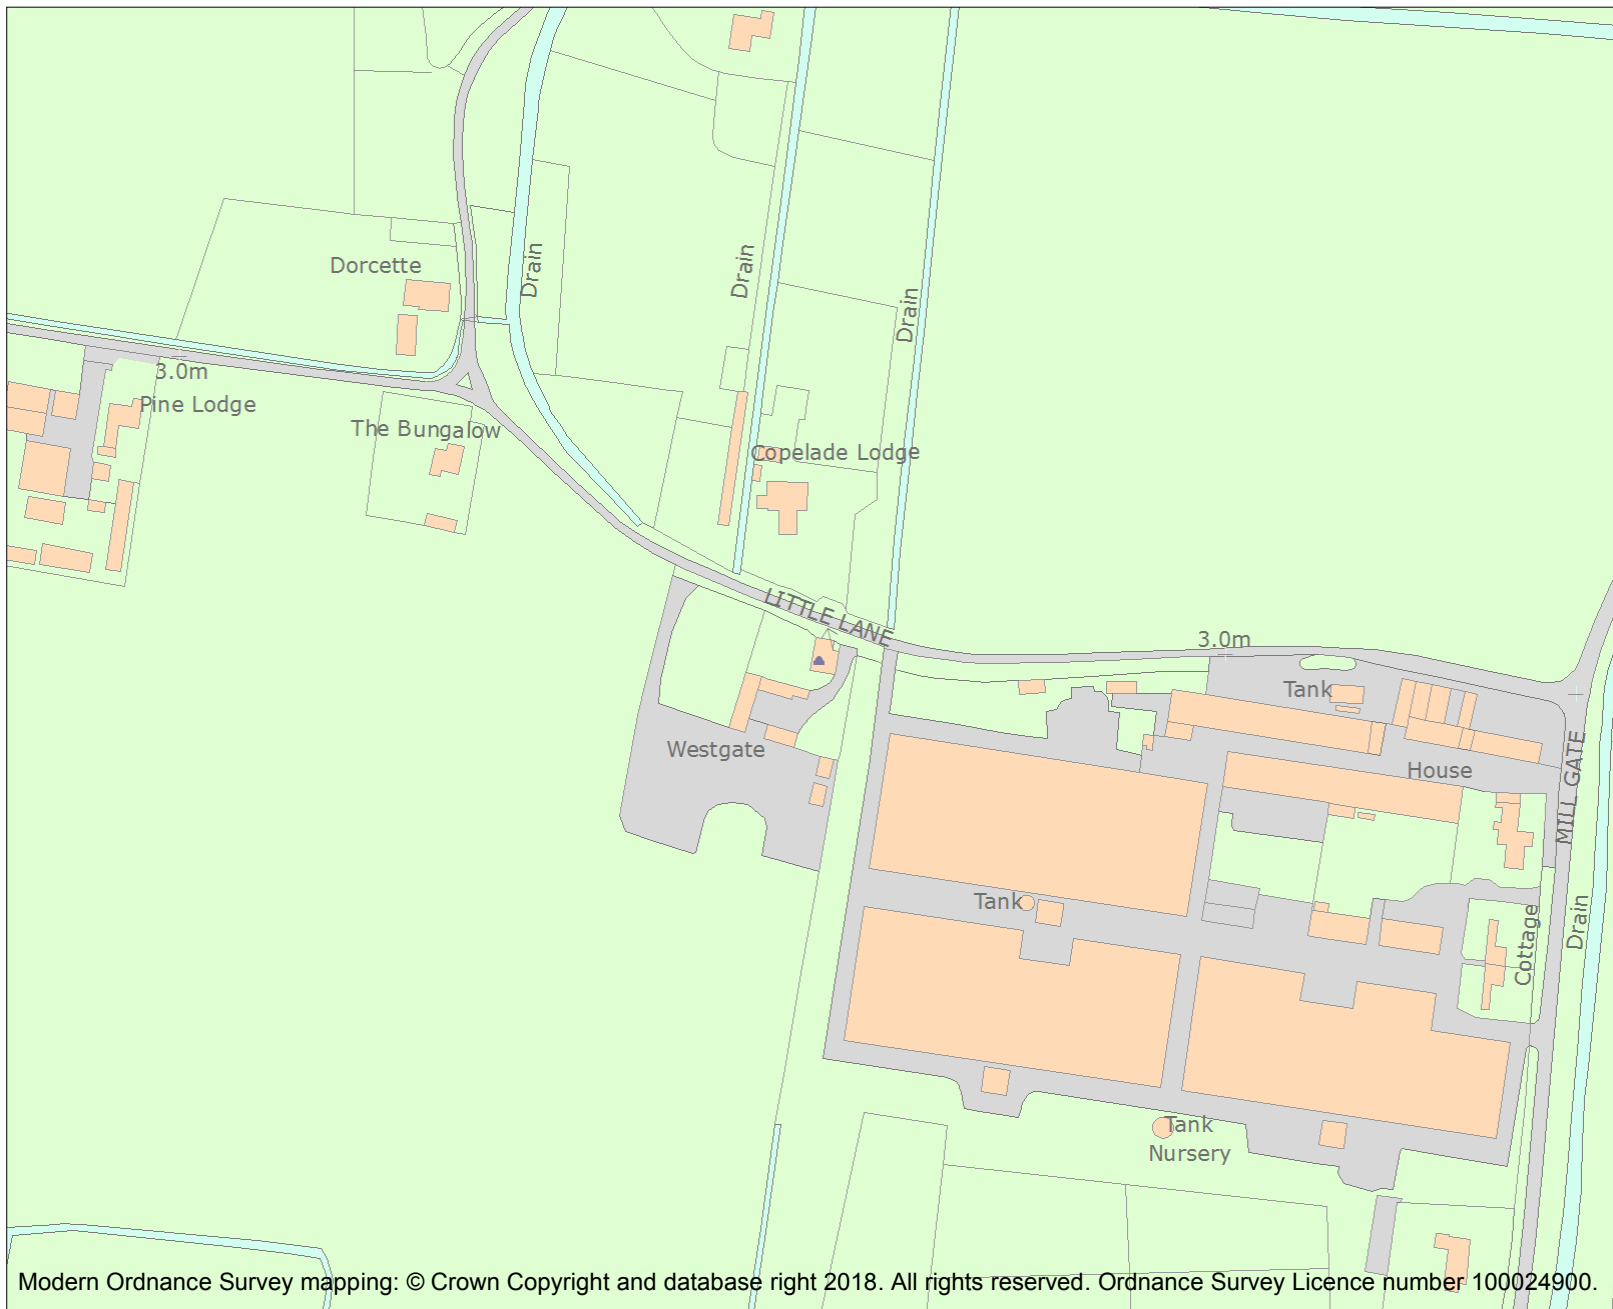 Dorcette
Drain
Drain
Drain
3.0m
Pine Lodge
The Bungalow
Copelade Lodge
LITTLE LANE
3.0m
Tank
Westgate
House
MILL GATE
Tank
Cottage
Drain
Tank
Nursery
Modern Ordnance Survey mapping: © Crown Copyright and database right 2018. All rights reserved. Ordnance Survey Licence number 100024900.